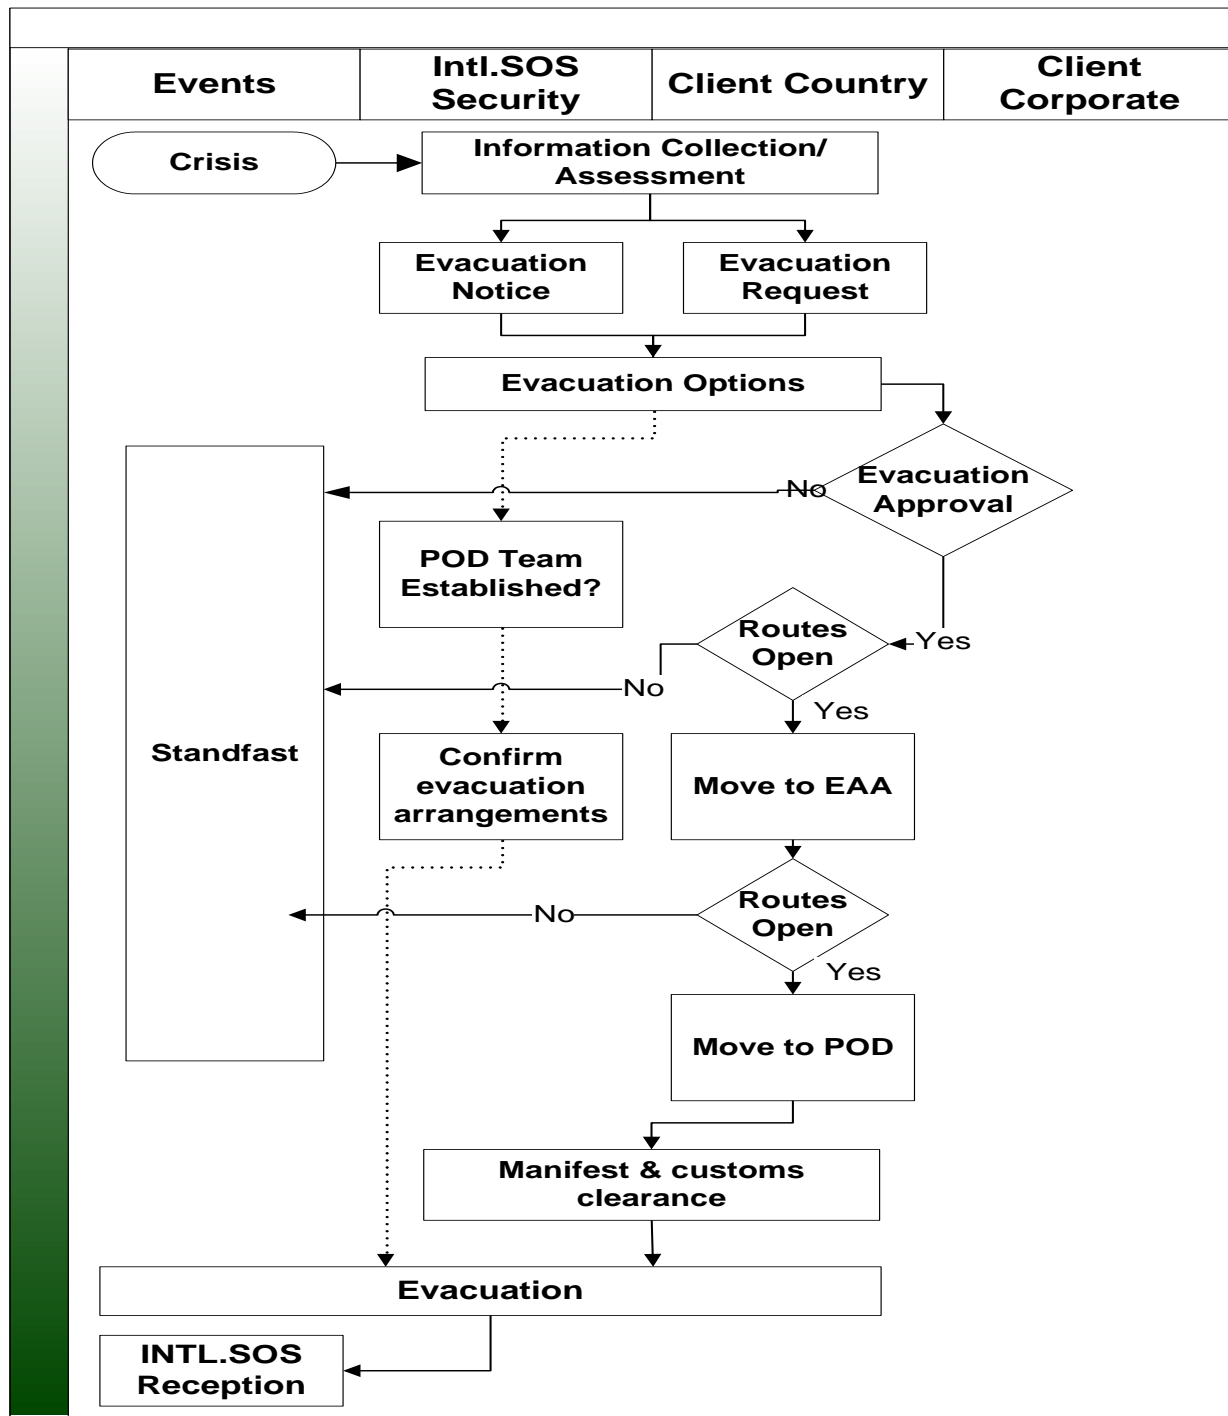 Events
Intl.SOS
Security
Client Country
Client
Corporate
Crisis
Information Collection/
Assessment
Evacuation
Notice
Evacuation
Request
Evacuation Options
Evacuation
Approval
No
POD Team
Established?
Routes
Open
Yes
No
Yes
Standfast
Confirm
evacuation
arrangements
Move to EAA
Routes
Open
No
Yes
Move to POD
Manifest & customs
clearance
Evacuation
INTL.SOS
Reception